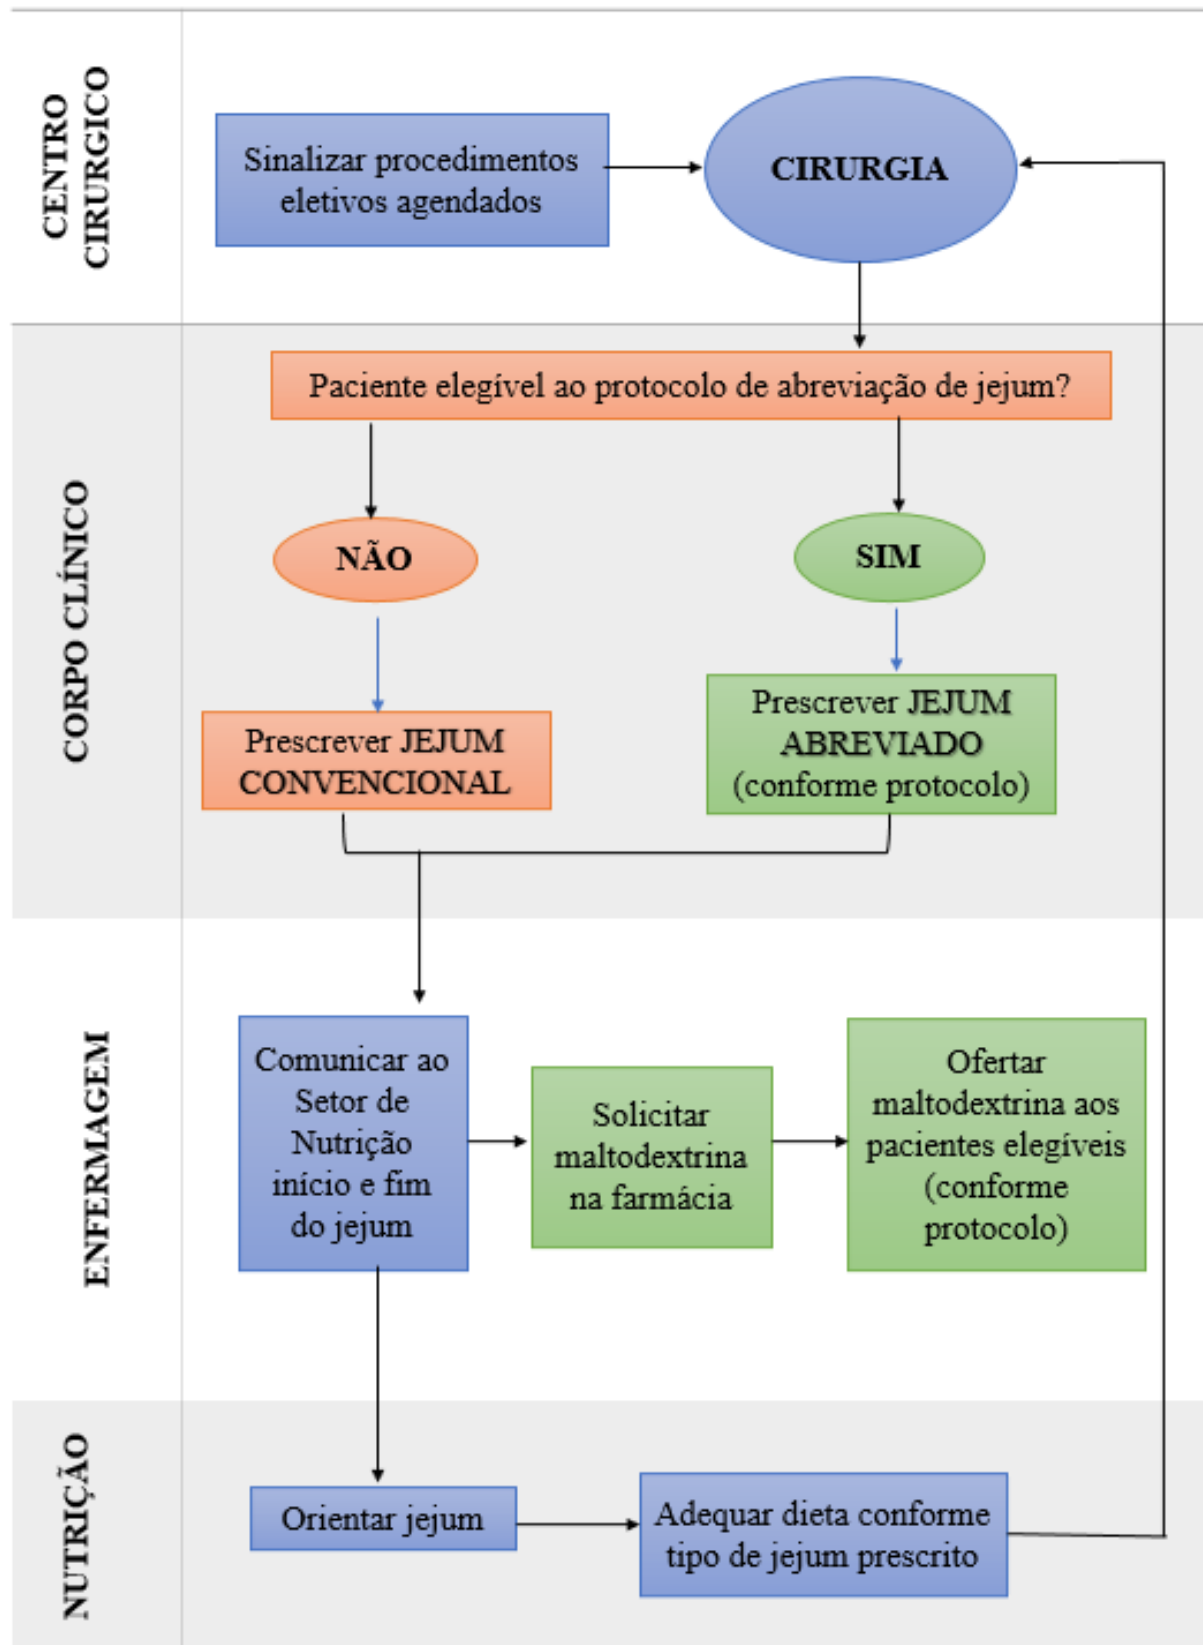 CENTRO
CIRURGICO
Sinalizar procedimentos
eletivos agendados
CIRURGIA
CORPO CLÍNICO
Paciente elegível ao protocolo de abreviação de jejum?
NÃO
SIM
Prescrever JEJUM
CONVENCIONAL
Prescrever JEJUM
ABREVIADO
(conforme protocolo)
ENFERMAGEM
Comunicar ao
Setor de
Nutrição
início e fim
do jejum
Solicitar
maltodextrina
na farmácia
Ofertar
maltodextrina aos
pacientes elegíveis
(conforme
protocolo)
NUTRIÇÃO
Orientar jejum
Adequar dieta conforme
tipo de jejum prescrito